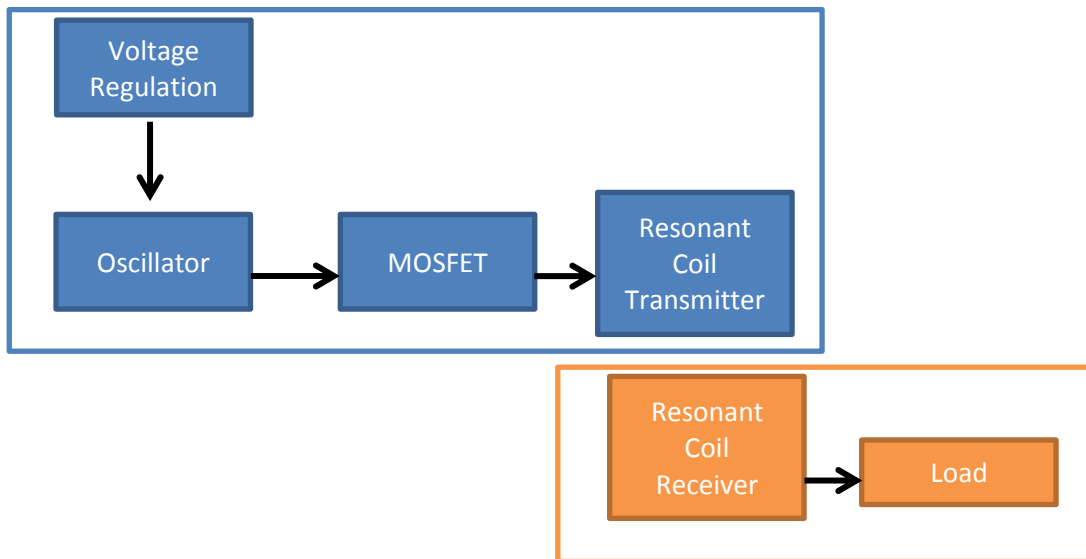 Voltage
Regulation
Oscillator
MOSFET
Resonant
Coil
Transmitter
Resonant
Coil
Receiver
Load